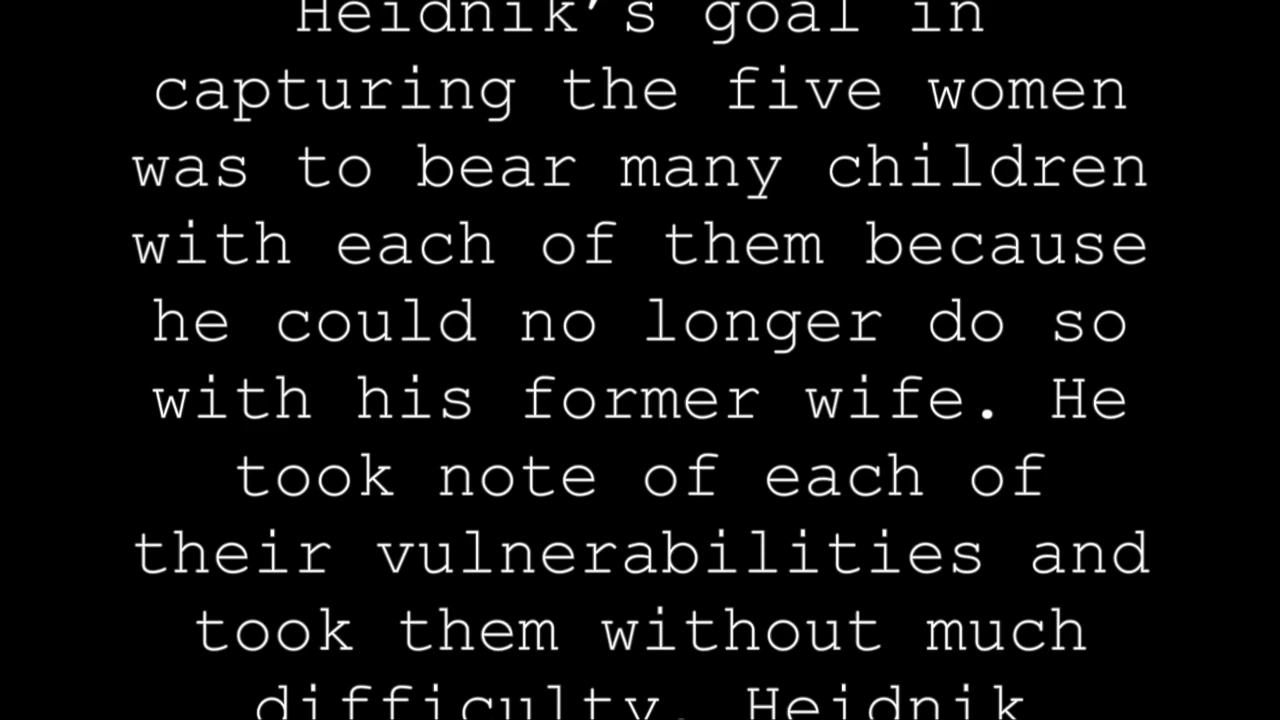 Heidnik’s goal in
capturing the five women
was to bear many children
with each of them because
he could no longer do so
with his former wife. He
took note of each of
their vulnerabilities and
took them without much
difficulty. Heidnik